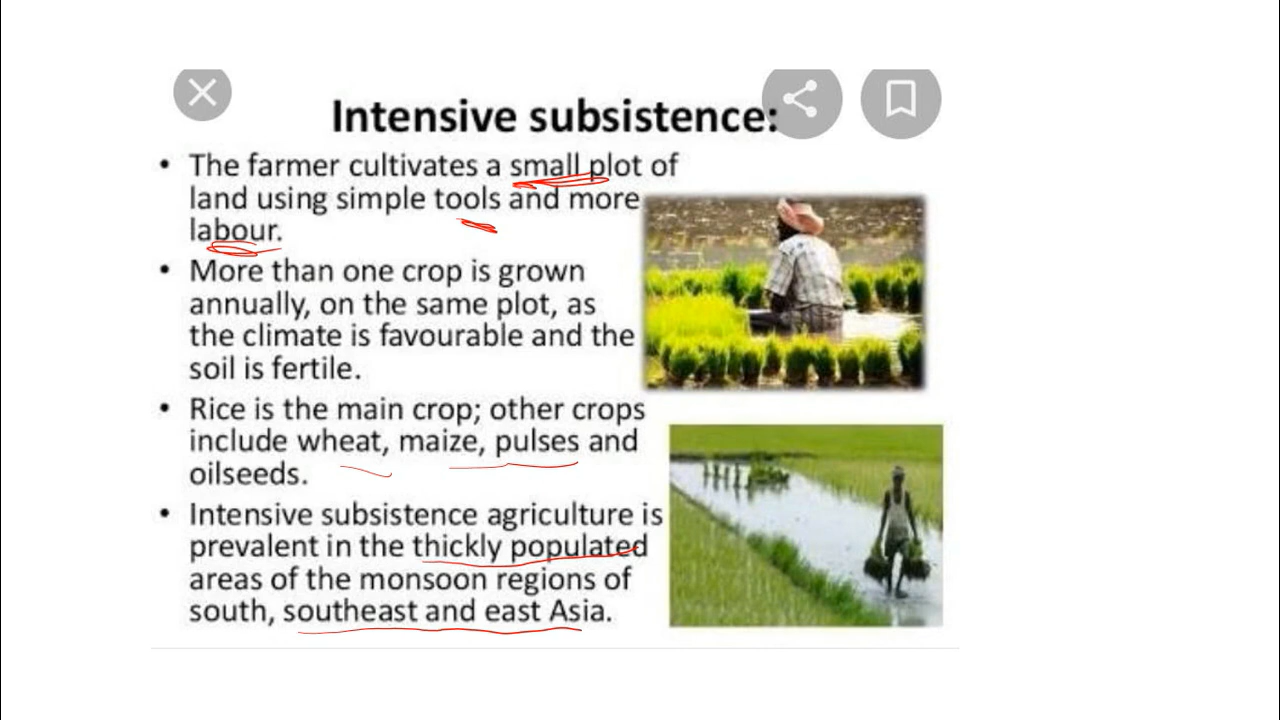 Intensive subsistence:
• The farmer cultivates a small plot of
land using simple tools and more
labour.
• More than one crop is grown
annually, on the same plot, as
the climate is favourable and the
soil is fertile.
• Rice is the main crop; other crops
include wheat, maize, pulses and
oilseeds.
• Intensive subsistence agriculture is
prevalent in the thickly populated
areas of the monsoon regions of
south, southeast and east Asia.